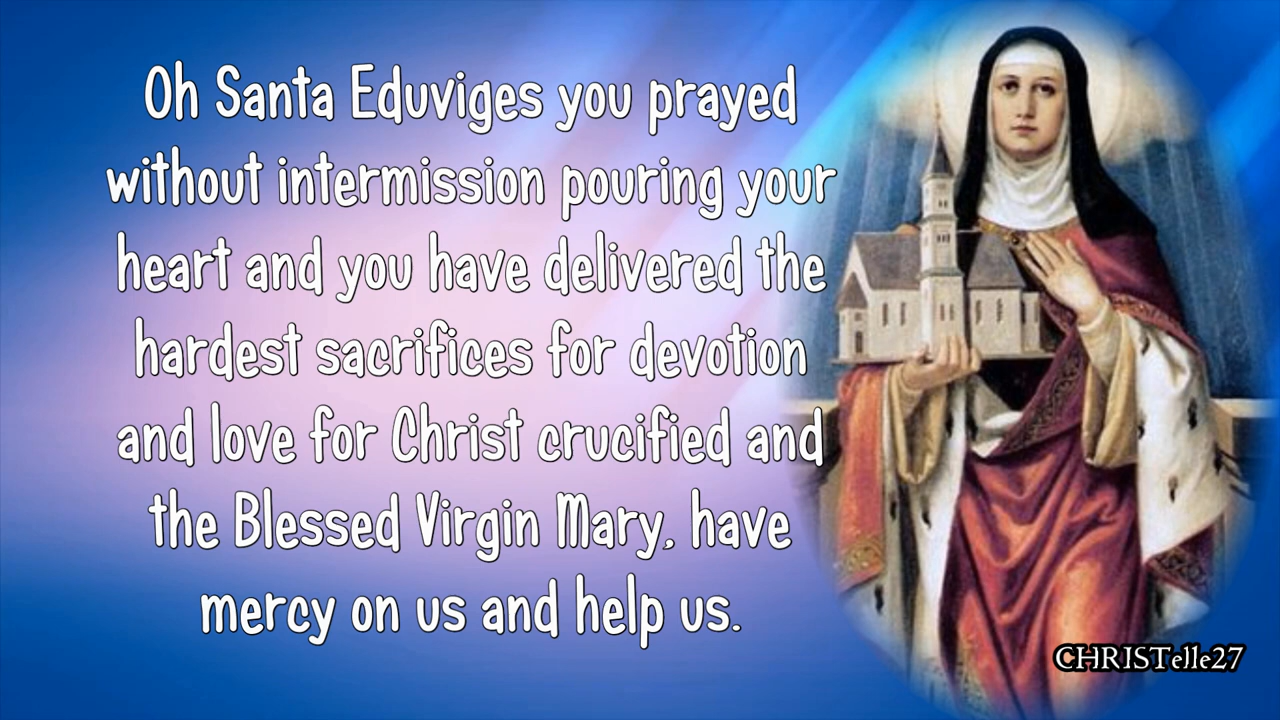 Oh Santa Eduviges you prayed
without intermission pouring your
heart and you have delivered the
hardest sacrifices for devotion
and love for Christ crucified and
the Blessed Virgin Mary, have
mercy on us and help us.
CHRISTelle27